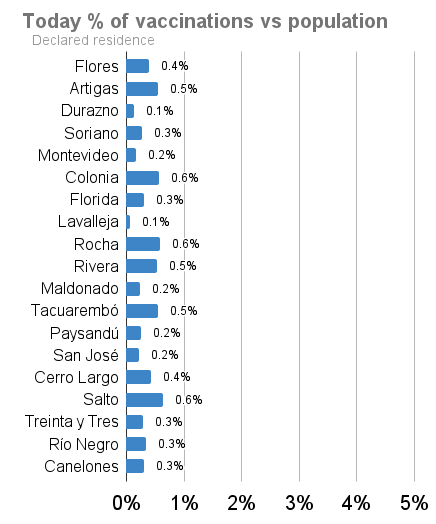 Today % of vaccinations vs population
Declared residence
Flores 0.4%
Artigas 0.5%
Durazno 0.1%
Soriano 0.3%
Montevideo 0.2%
Colonia 0.6%
Florida 0.3%
Lavalleja 0.1%
Rocha 0.6%
Rivera 0.5%
Maldonado 0.2%
Tacuarembó 0.5%
Paysandú 0.2%
San José 0.2%
Cerro Largo 0.4%
Salto 0.6%
Treinta y Tres 0.3%
Río Negro 0.3%
Canelones 0.3%
0% 1% 2% 3% 4% 5%